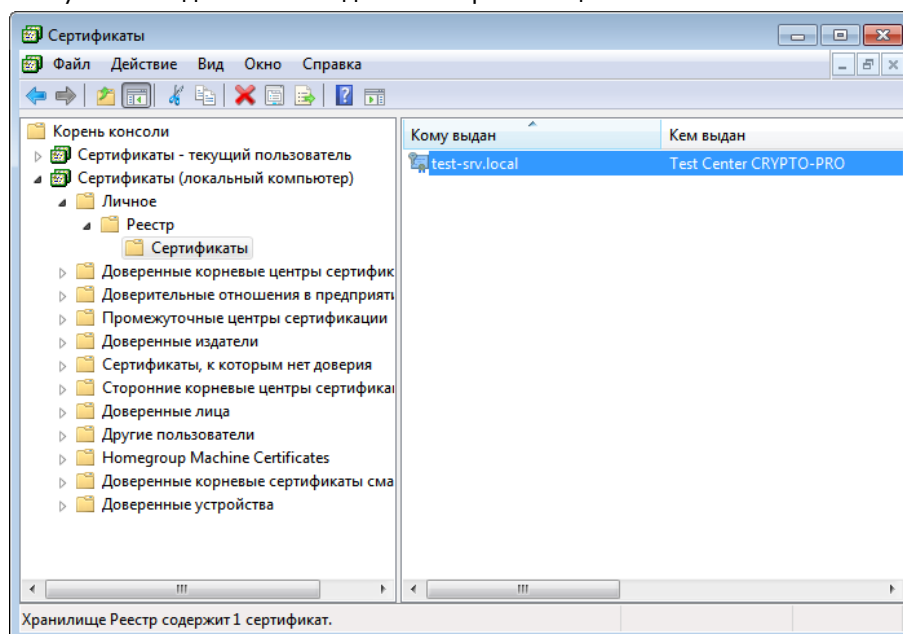 Сертификаты
Файл Действие Вид Окно Справка
Корень консоли
Сертификаты - текущий пользователь
Сертификаты (локальный компьютер)
Личное
Реестр
Сертификаты
Доверенные корневые центры сертифик
Доверительные отношения в предприяти
Промежуточные центры сертификации
Доверенные издатели
Сертификаты, к которым нет доверия
Сторонние корневые центры сертификаı
Доверенные лица
Другие пользователи
Homegroup Machine Certificates
Доверенные корневые сертификаты сма
Доверенные устройства
Кому выдан Кем выдан
test-srv.local Test Center CRYPTO-PRO
Хранилище Реестр содержит 1 сертификат.